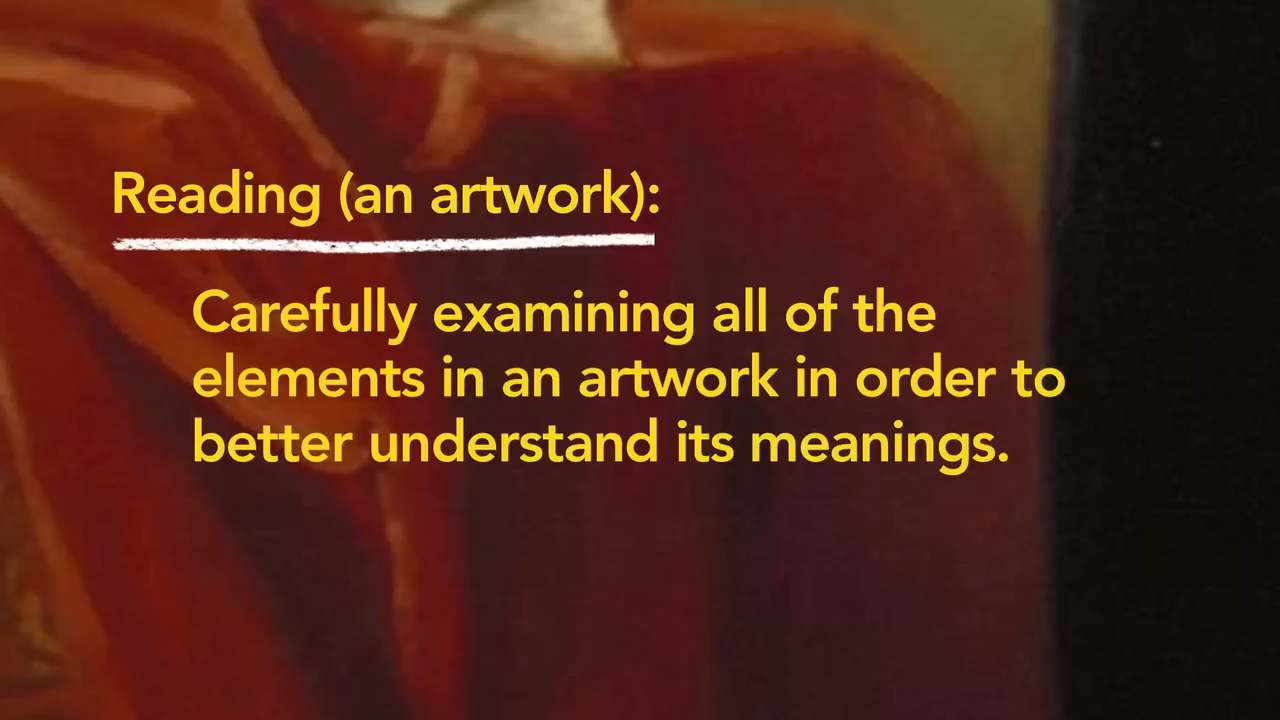 Reading (an artwork):
Carefully examining all of the
elements in an artwork in order to
better understand its meanings.